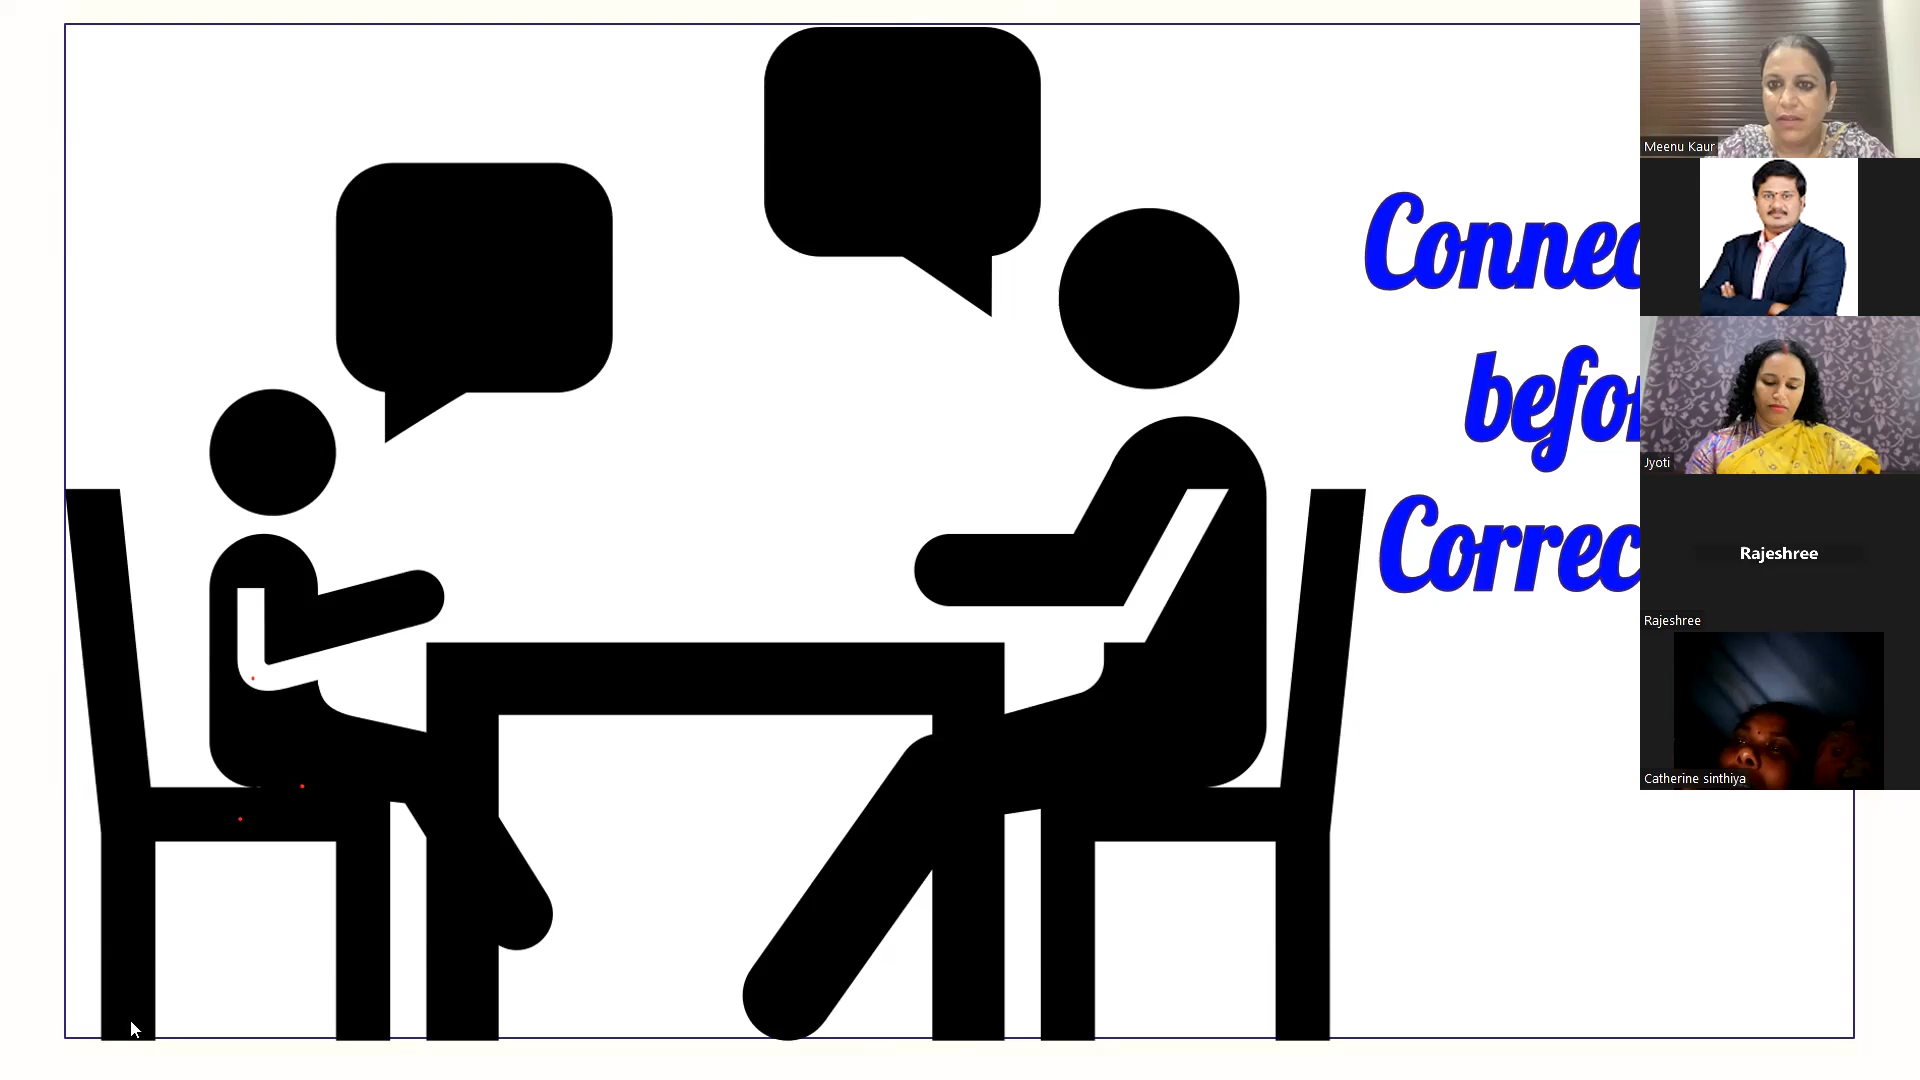 Connec
befor
Correc
Meenu Kaur
Jyoti
Rajeshree
Rajeshree
Catherine sinthiya